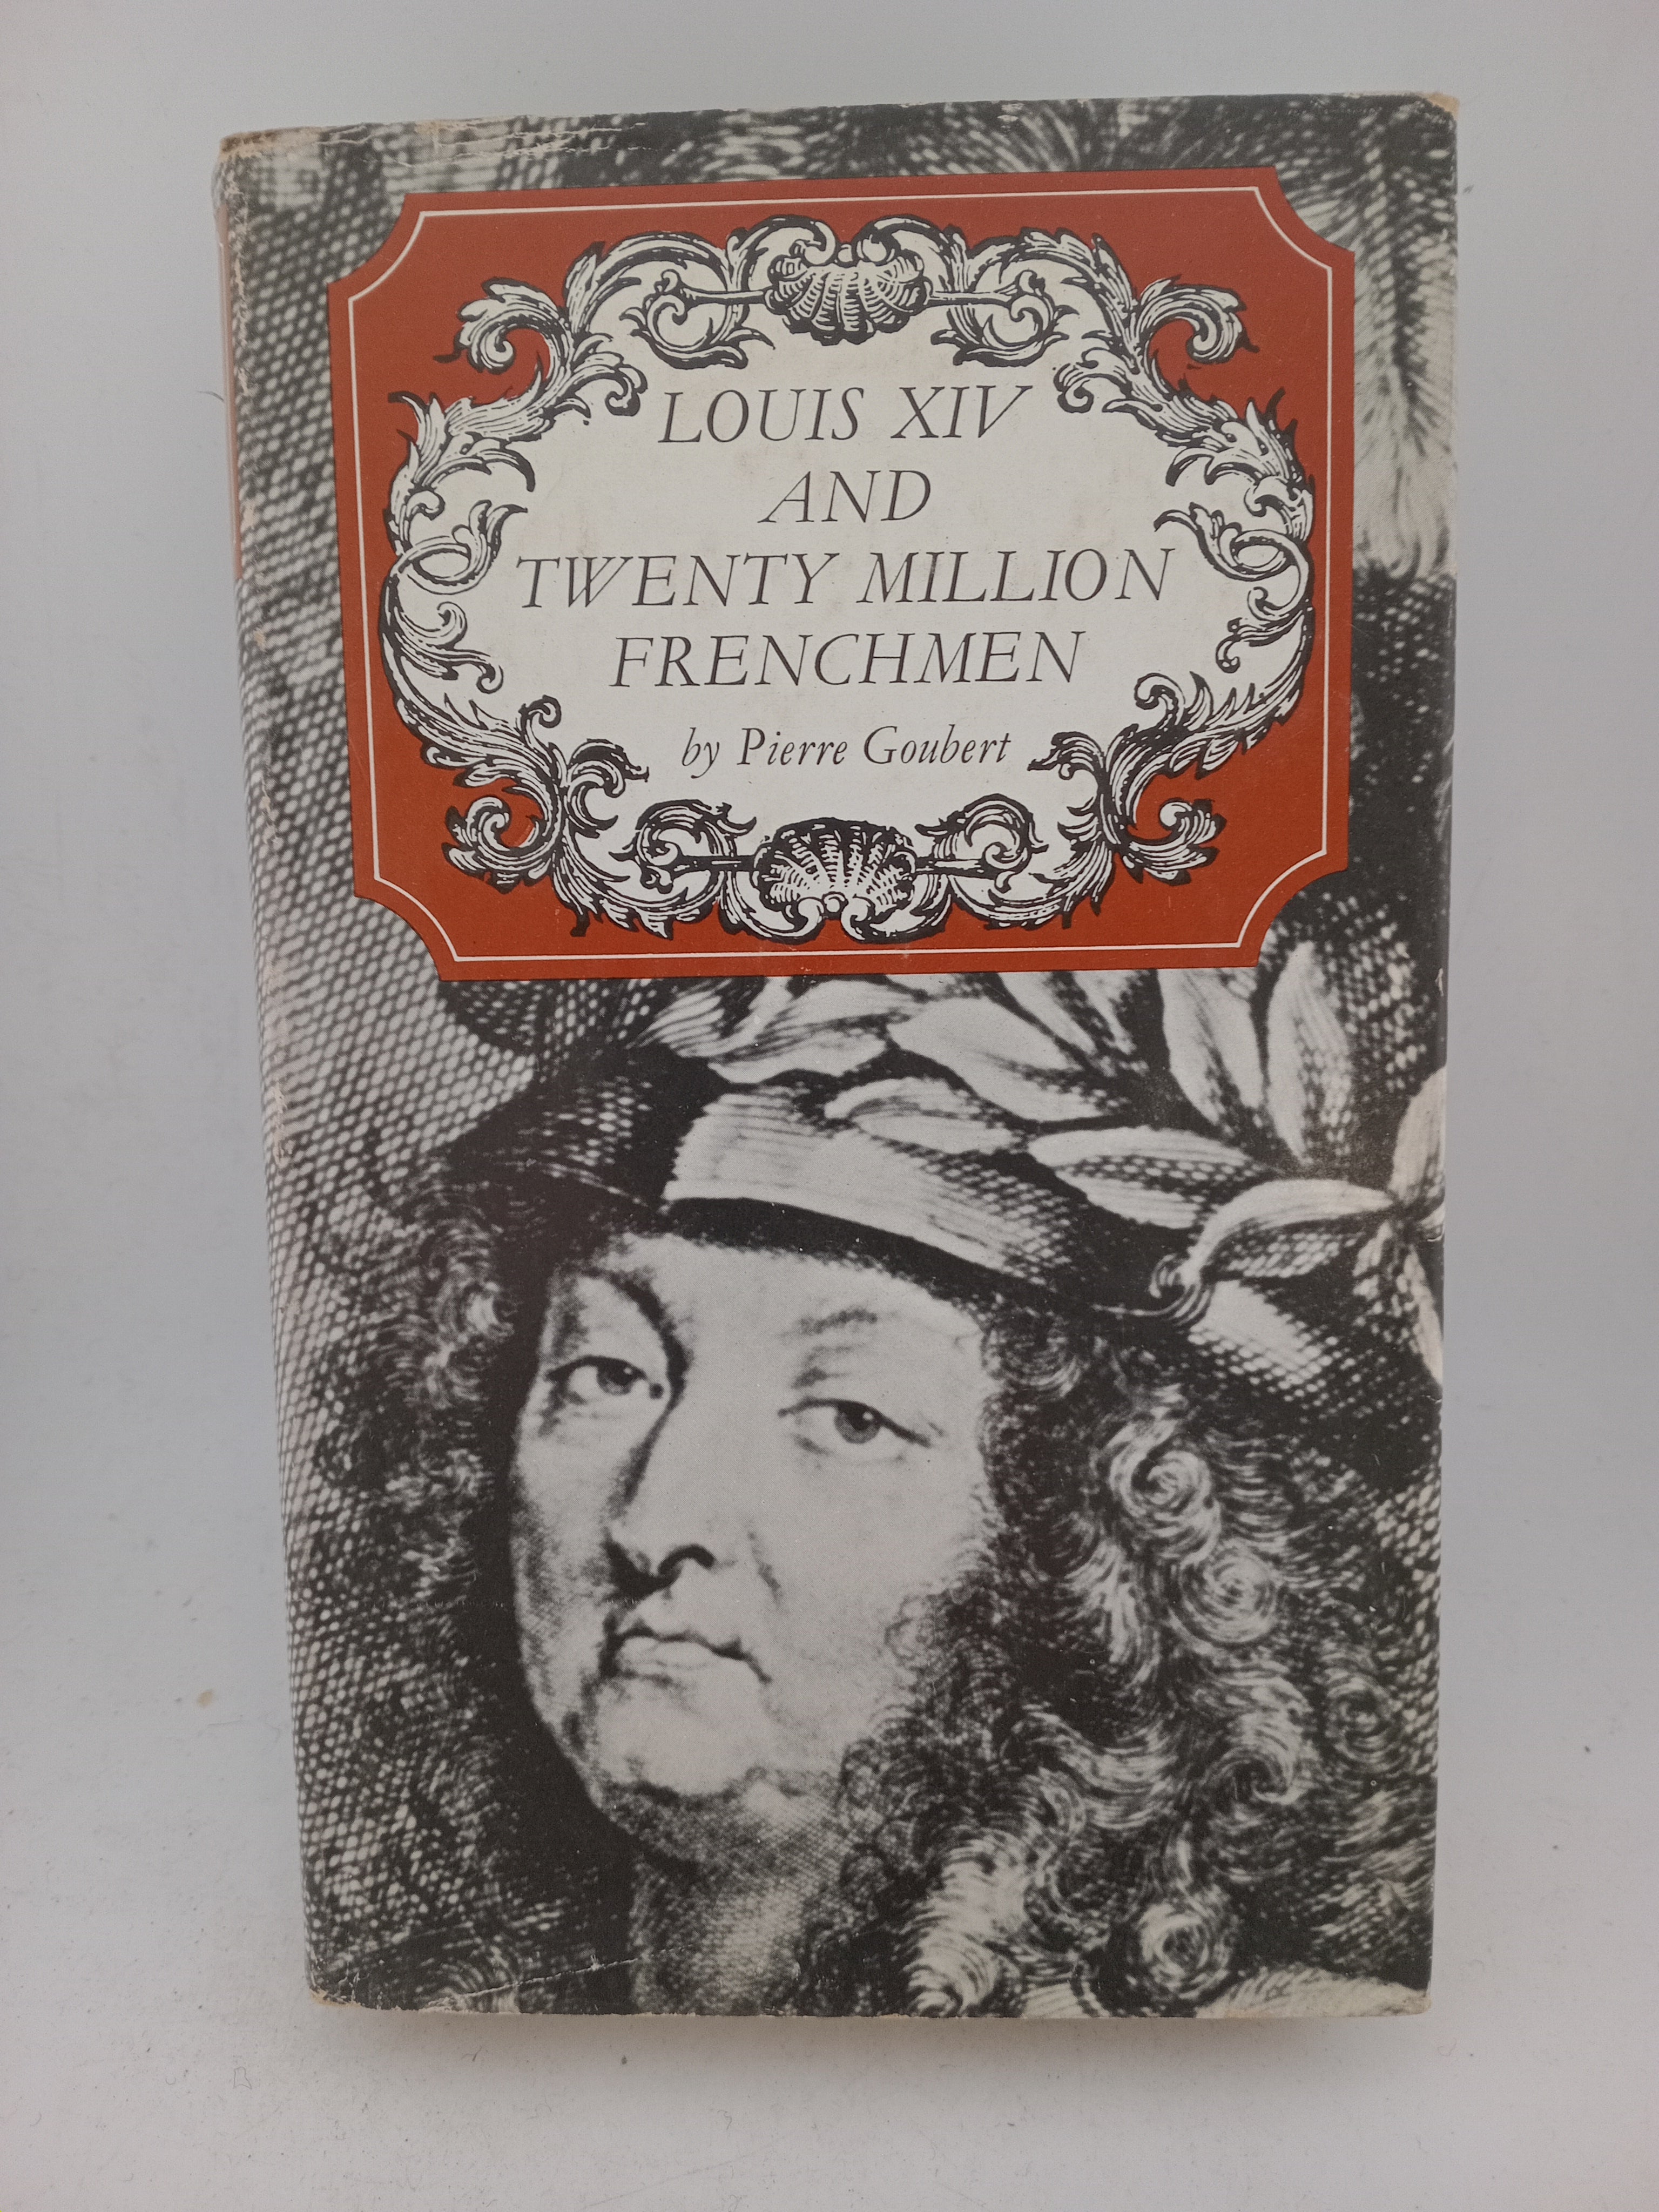 LOUIS XIV
AND
TWENTY MILLION
FRENCHMEN
by Pierre Goubert